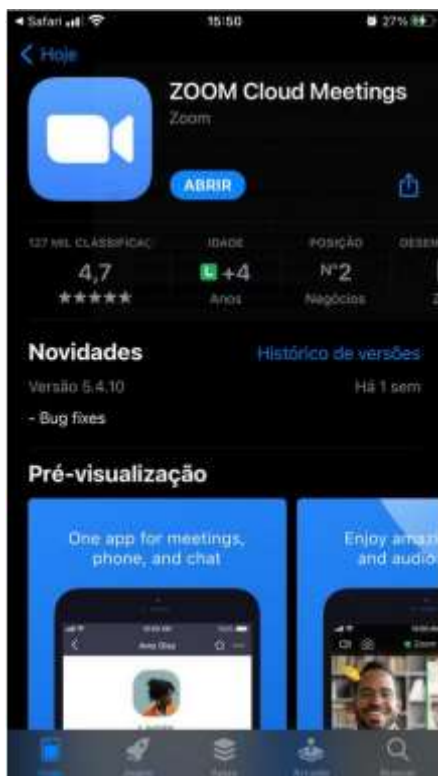 Safari
15:50
27%
Hoje
ZOOM Cloud Meetings
Zoom
ABRIR
127 MIL CLASSIFICAÇ
IDADE
POSIÇÃO
4,7
L +4
N°2
★★★★★
Anos
Negócios
Novidades
Histórico de versões
Versão 5.4.10
Há 1 sem
- Bug fixes
Pré-visualização
One app for meetings,
phone, and chat
Enjoy
and audio
Zoom